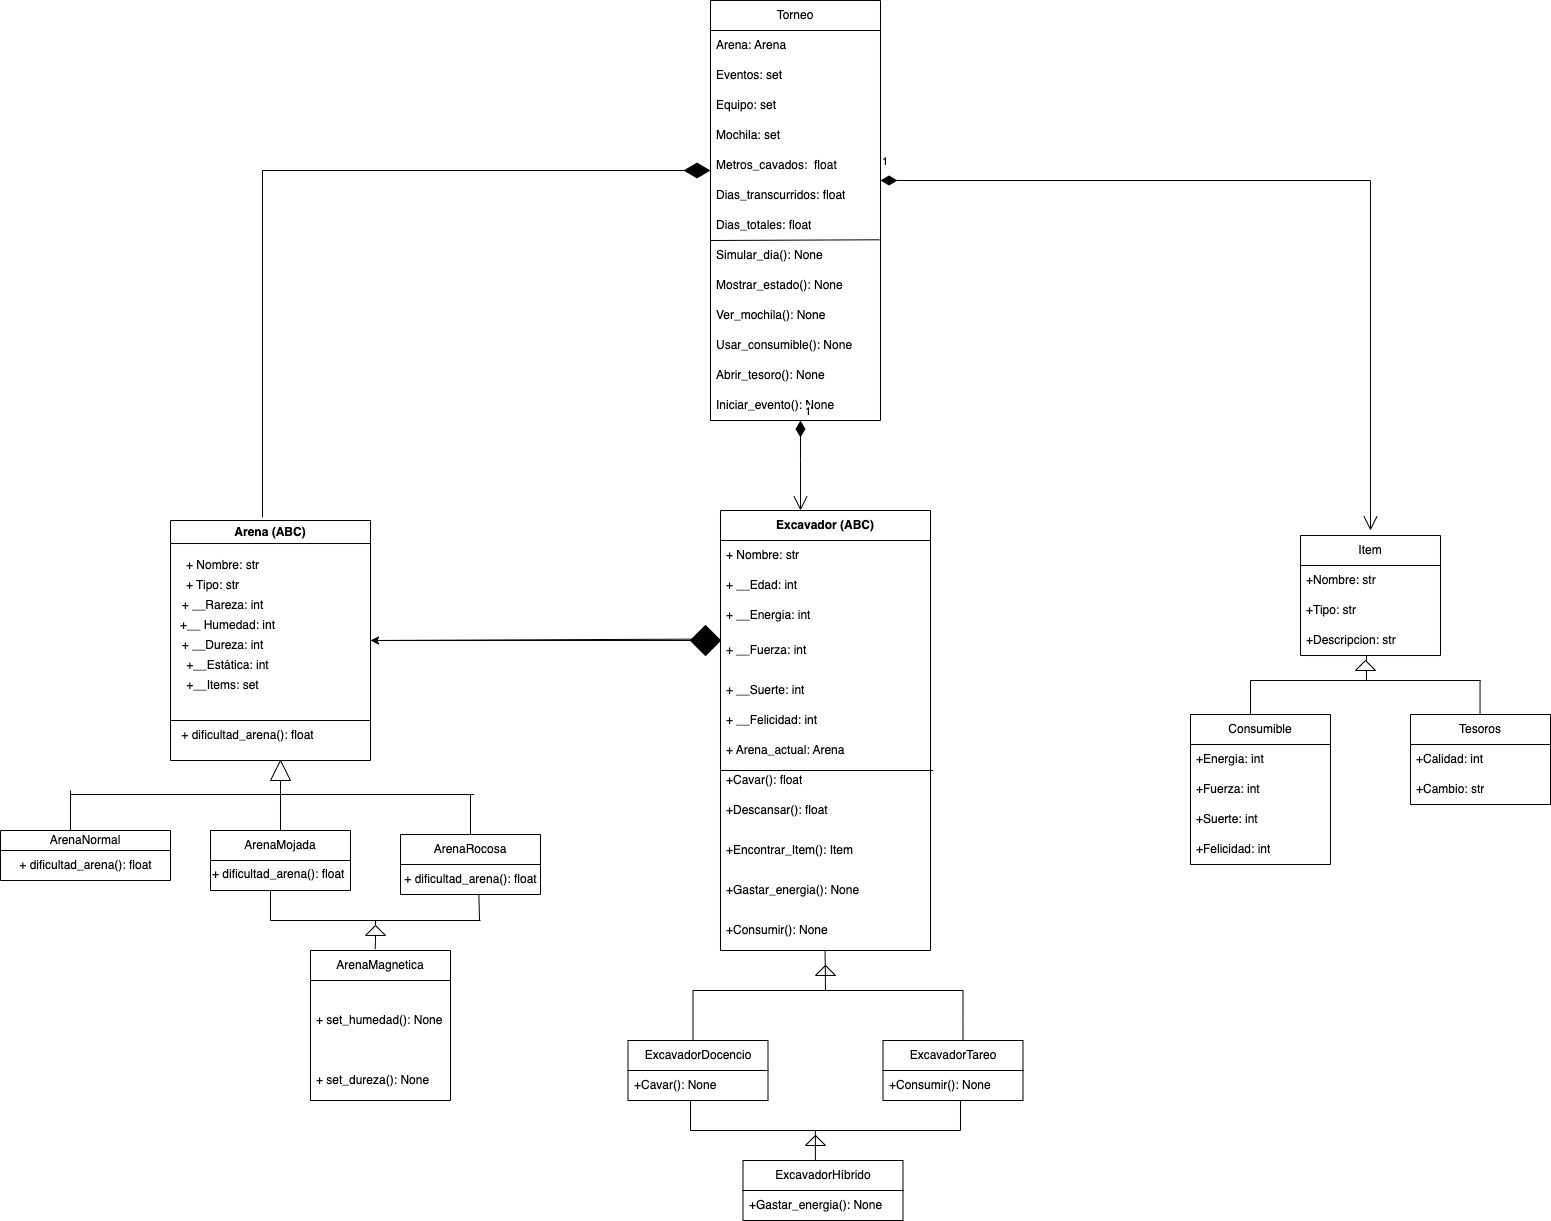 Torneo
Arena: Arena
Eventos: set
Equipo: set
Mochila: set
Metros_cavados:  float
Dias_transcurridos: float
Dias_totales: float
Simular_dia(): None
Mostrar_estado(): None
Ver_mochila(): None
Usar_consumible(): None
Abrir_tesoro(): None
Iniciar_evento(): None
1
1
Arena (ABC)
+ Nombre: str
+ Tipo: str
+ __Rareza: int
+__ Humedad: int
+ __Dureza: int
+__Estática: int
+__Items: set
+ dificultad_arena(): float
Excavador (ABC)
+ Nombre: str
+ __Edad: int
+ __Energia: int
+ __Fuerza: int
+ __Suerte: int
+ __Felicidad: int
+ Arena_actual: Arena
+Cavar(): float
+Descansar(): float
+Encontrar_Item(): Item
+Gastar_energia(): None
+Consumir(): None
Item
+Nombre: str
+Tipo: str
+Descripcion: str
Consumible
+Energia: int
+Fuerza: int
+Suerte: int
+Felicidad: int
Tesoros
+Calidad: int
+Cambio: str
ArenaNormal
+ dificultad_arena(): float
ArenaMojada
+ dificultad_arena(): float
ArenaRocosa
+ dificultad_arena(): float
ArenaMagnetica
+ set_humedad(): None
+ set_dureza(): None
ExcavadorDocencio
+Cavar(): None
ExcavadorTareo
+Consumir(): None
ExcavadorHíbrido
+Gastar_energia(): None